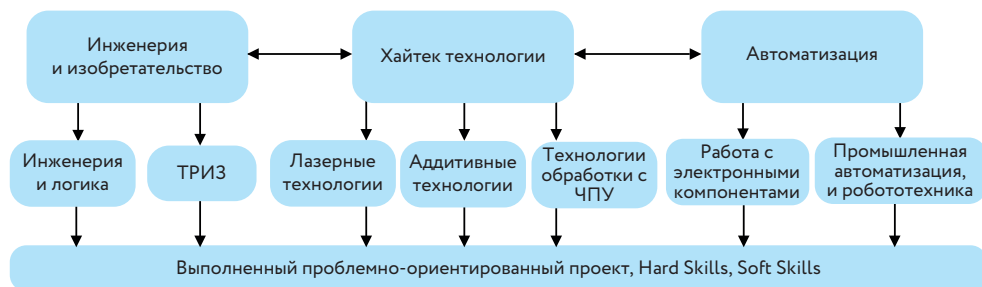 Инженерия
и изобретательство
Хайтек технологии
Автоматизация
Инженерия
и логика
ТРИЗ
Лазерные
технологии
Аддитивные
технологии
Технологии
обработки с
ЧПУ
Работа с
электронными
компонентами
Промышленная
автоматизация,
и робототехника
Выполненный проблемно-ориентированный проект, Hard Skills, Soft Skills